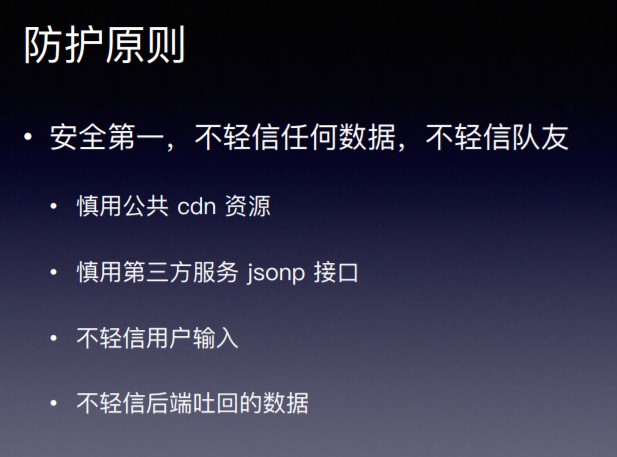 防护原则
• 安全第一，不轻信任何数据，不轻信队友
• 慎用公共 cdn 资源
• 慎用第三方服务 jsonp 接口
• 不轻信用户输入
• 不轻信后端吐回的数据